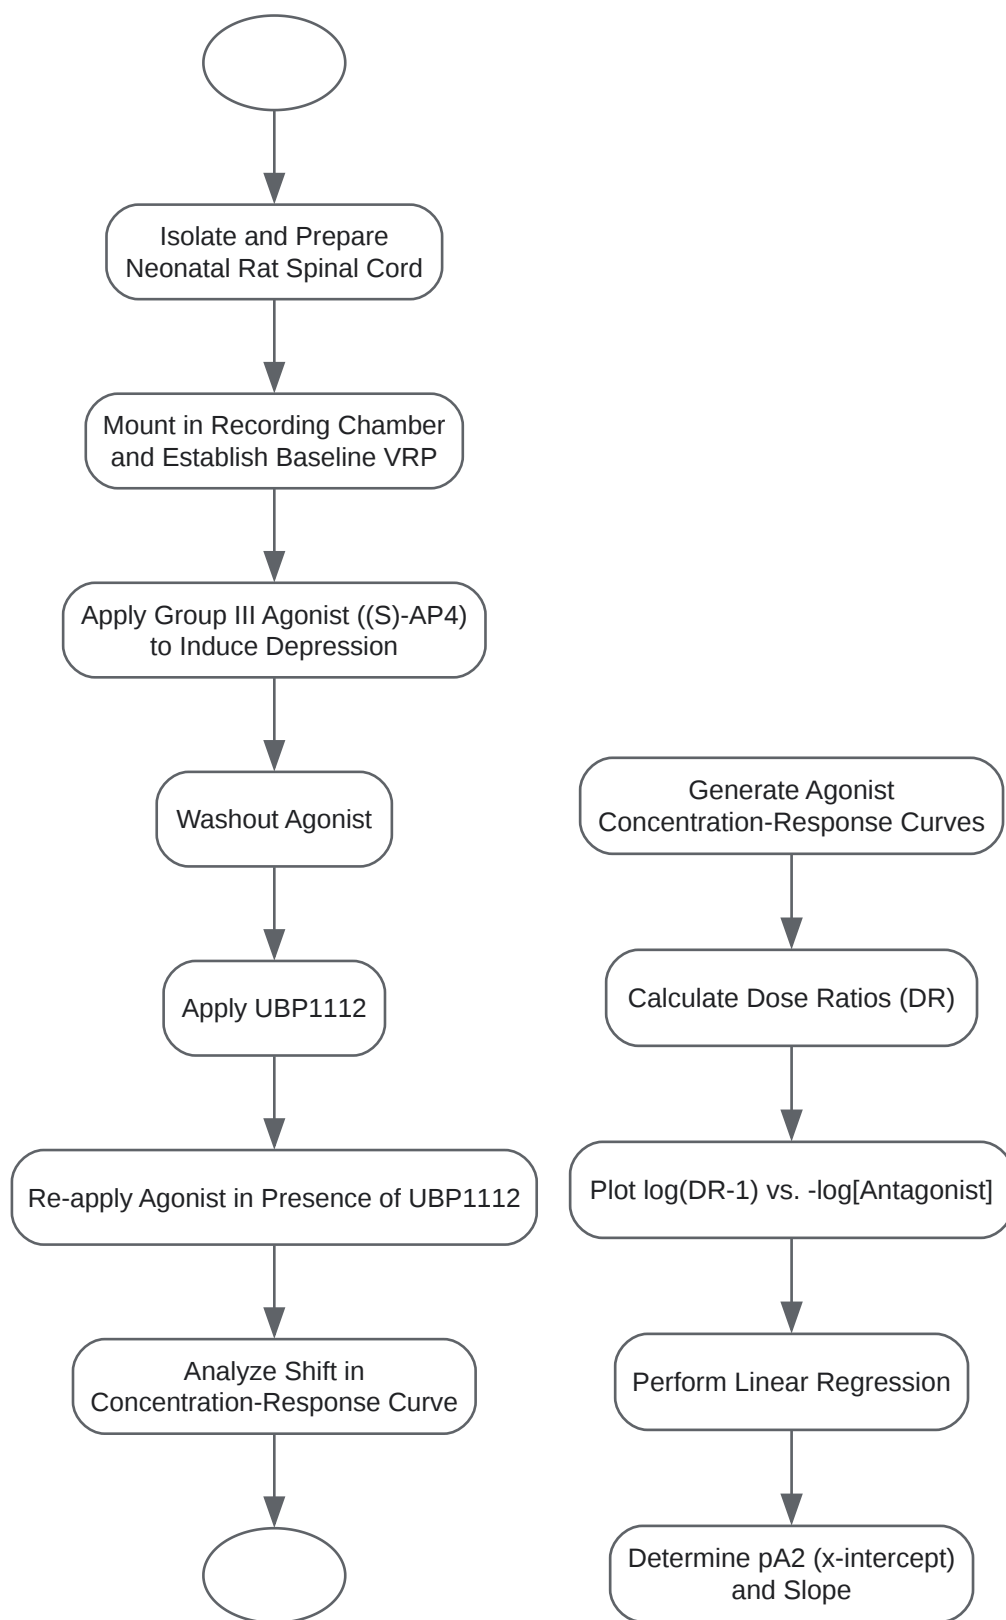 Isolate and Prepare
Neonatal Rat Spinal Cord
Mount in Recording Chamber
and Establish Baseline VRP
Apply Group III Agonist ((S)-AP4)
to Induce Depression
Washout Agonist
Apply UBP1112
Re-apply Agonist in Presence of UBP1112
Analyze Shift in
Concentration-Response Curve
Generate Agonist
Concentration-Response Curves
Calculate Dose Ratios (DR)
Plot log(DR-1) vs. -log[Antagonist]
Perform Linear Regression
Determine pA2 (x-intercept)
and Slope